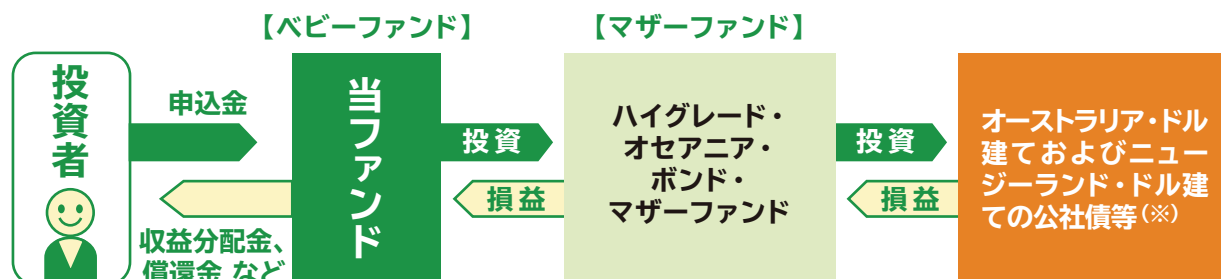 【ベビーファンド】
【マザーファンド】
投資者
申込金
収益分配金、
償還金 など
当ファンド
投資
損益
ハイグレード・
オセアニア・
ボンド・
マザーファンド
投資
損益
オーストラリア・ドル
建ておよびニュー
ジーランド・ドル建
ての公社債等(※)